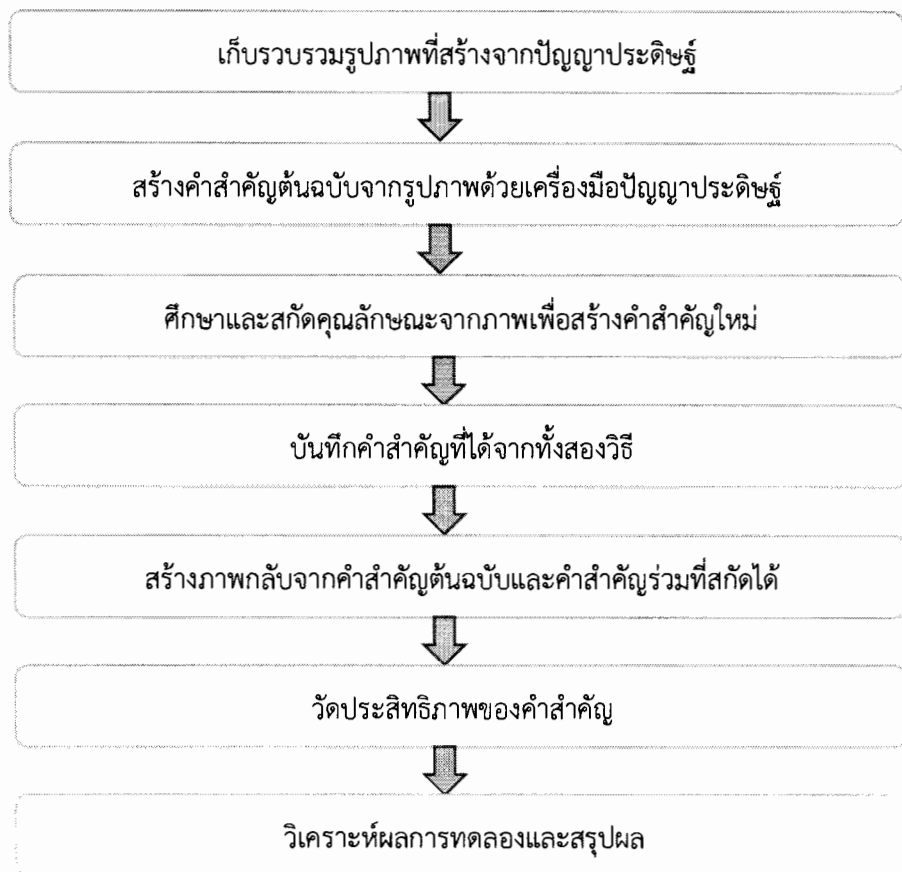 เก็บรวบรวมรูปภาพที่สร้างจากปัญญาประดิษฐ์
สร้างคำสำคัญต้นฉบับจากรูปภาพด้วยเครื่องมือปัญญาประดิษฐ์
ศึกษาและสกัดคุณลักษณะจากภาพเพื่อสร้างคำสำคัญใหม่
บันทึกคำสำคัญที่ได้จากทั้งสองวิธี
สร้างภาพกลับจากคำสำคัญต้นฉบับและคำสำคัญร่วมที่สกัดได้
วัดประสิทธิภาพของคำสำคัญ
วิเคราะห์ผลการทดลองและสรุปผล